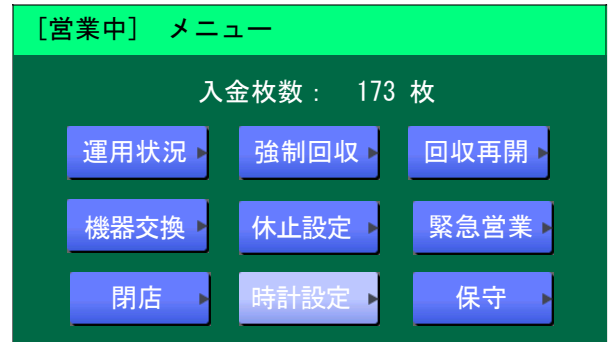 [営業中] メニュー
入金枚数： 173 枚
運用状況 強制回収 回収再開
機器交換 休止設定 緊急営業
閉店 時計設定 保守